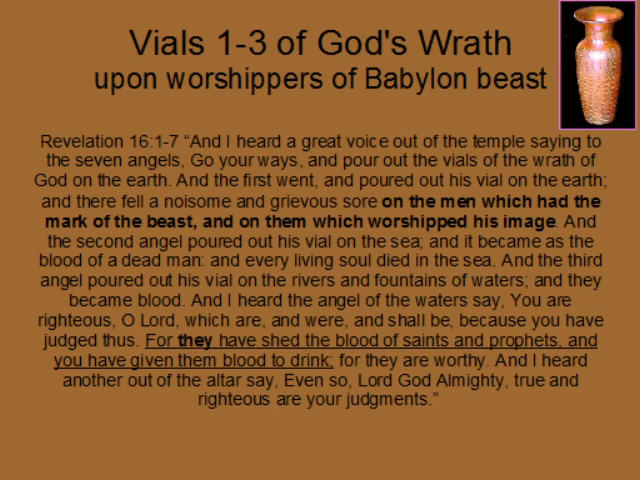 Vials 1-3 of God's Wrath
upon worshippers of Babylon beast
Revelation 16:1-7 “And I heard a great voice out of the temple saying to
the seven angels, Go your ways, and pour out the vials of the wrath of
God on the earth. And the first went, and poured out his vial on the earth;
and there fell a noisome and grievous sore on the men which had the
mark of the beast, and on them which worshipped his image. And
the second angel poured out his vial on the sea; and it became as the
blood of a dead man: and every living soul died in the sea. And the third
angel poured out his vial on the rivers and fountains of waters; and they
became blood. And I heard the angel of the waters say, You are
righteous, O Lord, which are, and were, and shall be, because you have
judged thus. For they have shed the blood of saints and prophets, and
you have given them blood to drink; for they are worthy. And I heard
another out of the altar say, Even so, Lord God Almighty, true and
righteous are your judgments.”